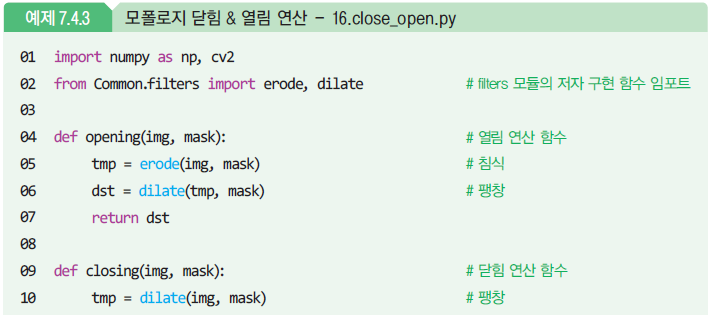 예제 7.4.3 모폴로지 닫힘 & 열림 연산 - 16.close_open.py
01 import numpy as np, cv2
02 from Common.filters import erode, dilate # filters 모듈의 저자 구현 함수 임포트
03
04 def opening(img, mask): # 열림 연산 함수
05 tmp = erode(img, mask) # 침식
06 dst = dilate(tmp, mask) # 팽창
07 return dst
08
09 def closing(img, mask): # 닫힘 연산 함수
10 tmp = dilate(img, mask) # 팽창